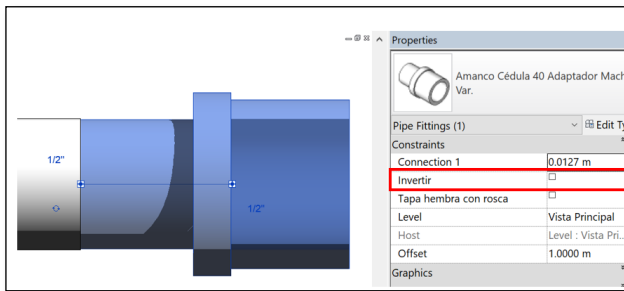 Properties
Amanco Cédula 40 Adaptador Mach
Var.
Pipe Fittings (1)
Edit Ty
Constraints
Connection 1 0.0127 m
Invertir
Tapa hembra con rosca
Level Vista Principal
Host Level : Vista Pri...
Offset 1.0000 m
Graphics
1/2"
1/2"